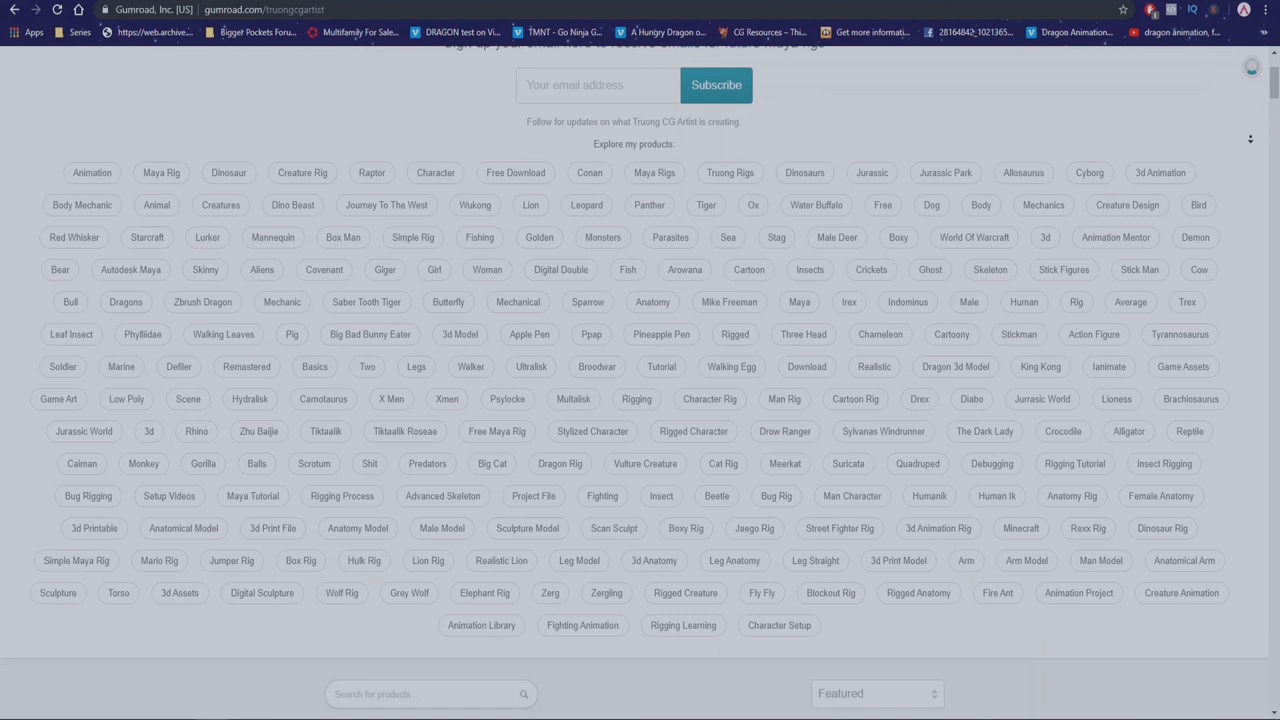 Gumroad, Inc. [US] gumroad.com/truongcgartist
Series https://web.archive... Bigger Pockets Forum... Multifamily For Sale... DRAGON test on Vi... TMNT - Go Ninja G... A Hungry Dragon o... CG Resources – Thi... Get more informati... 28164842_1021365... Dragon Animation... dragon animation, f...
Sign up your email here to receive emails for future maya rigs
Your email address Subscribe
Follow for updates on what Truong CG Artist is creating.
Explore my products:
Animation Maya Rig Dinosaur Creature Rig Raptor Character Free Download Conan Maya Rigs Truong Rigs Dinosaurs Jurassic Jurassic Park Allosaurus Cyborg 3d Animation
Body Mechanic Animal Creatures Dino Beast Journey To The West Wukong Lion Leopard Panther Tiger Ox Water Buffalo Free Dog Body Mechanics Creature Design Bird
Red Whisker Starcraft Lurker Mannequin Box Man Simple Rig Fishing Golden Monsters Parasites Sea Stag Male Deer Boxy World Of Warcraft 3d Animation Mentor Demon
Bear Autodesk Maya Skinny Aliens Covenant Giger Girl Woman Digital Double Fish Arowana Cartoon Insects Crickets Ghost Skeleton Stick Figures Stick Man Cow
Bull Dragons Zbrush Dragon Mechanic Saber Tooth Tiger Butterfly Mechanical Sparrow Anatomy Mike Freeman Maya Irex Indominus Male Human Rig Average Trex
Leaf Insect Phylliidae Walking Leaves Pig Big Bad Bunny Eater 3d Model Apple Pen Ppap Pineapple Pen Rigged Three Head Chameleon Cartoony Stickman Action Figure Tyrannosaurus
Soldier Marine Defiler Remastered Basics Two Legs Walker Ultralisk Broodwar Tutorial Walking Egg Download Realistic Dragon 3d Model King Kong Ianimate Game Assets
Game Art Low Poly Scene Hydralisk Carnotaurus X Men Xmen Psylocke Multalisk Rigging Character Rig Man Rig Cartoon Rig Drex Diabo Jurrasic World Lioness Brachiosaurus
Jurassic World 3d Rhino Zhu Baijie Tiktaalik Tiktaalik Roseae Free Maya Rig Stylized Character Rigged Character Drow Ranger Sylvanas Windrunner The Dark Lady Crocodile Alligator Reptile
Caiman Monkey Gorilla Balls Scrotum Shit Predators Big Cat Dragon Rig Vulture Creature Cat Rig Meerkat Suricata Quadruped Debugging Rigging Tutorial Insect Rigging
Bug Rigging Setup Videos Maya Tutorial Rigging Process Advanced Skeleton Project File Fighting Insect Beetle Bug Rig Man Character Humanik Human Ik Anatomy Rig Female Anatomy
3d Printable Anatomical Model 3d Print File Anatomy Model Male Model Sculpture Model Scan Sculpt Boxy Rig Jaego Rig Street Fighter Rig 3d Animation Rig Minecraft Rexx Rig Dinosaur Rig
Simple Maya Rig Mario Rig Jumper Rig Box Rig Hulk Rig Lion Rig Realistic Lion Leg Model 3d Anatomy Leg Anatomy Leg Straight 3d Print Model Arm Arm Model Man Model Anatomical Arm
Sculpture Torso 3d Assets Digital Sculpture Wolf Rig Grey Wolf Elephant Rig Zerg Zergling Rigged Creature Fly Fly Blockout Rig Rigged Anatomy Fire Ant Animation Project Creature Animation
Animation Library Fighting Animation Rigging Learning Character Setup
Search for products... Featured